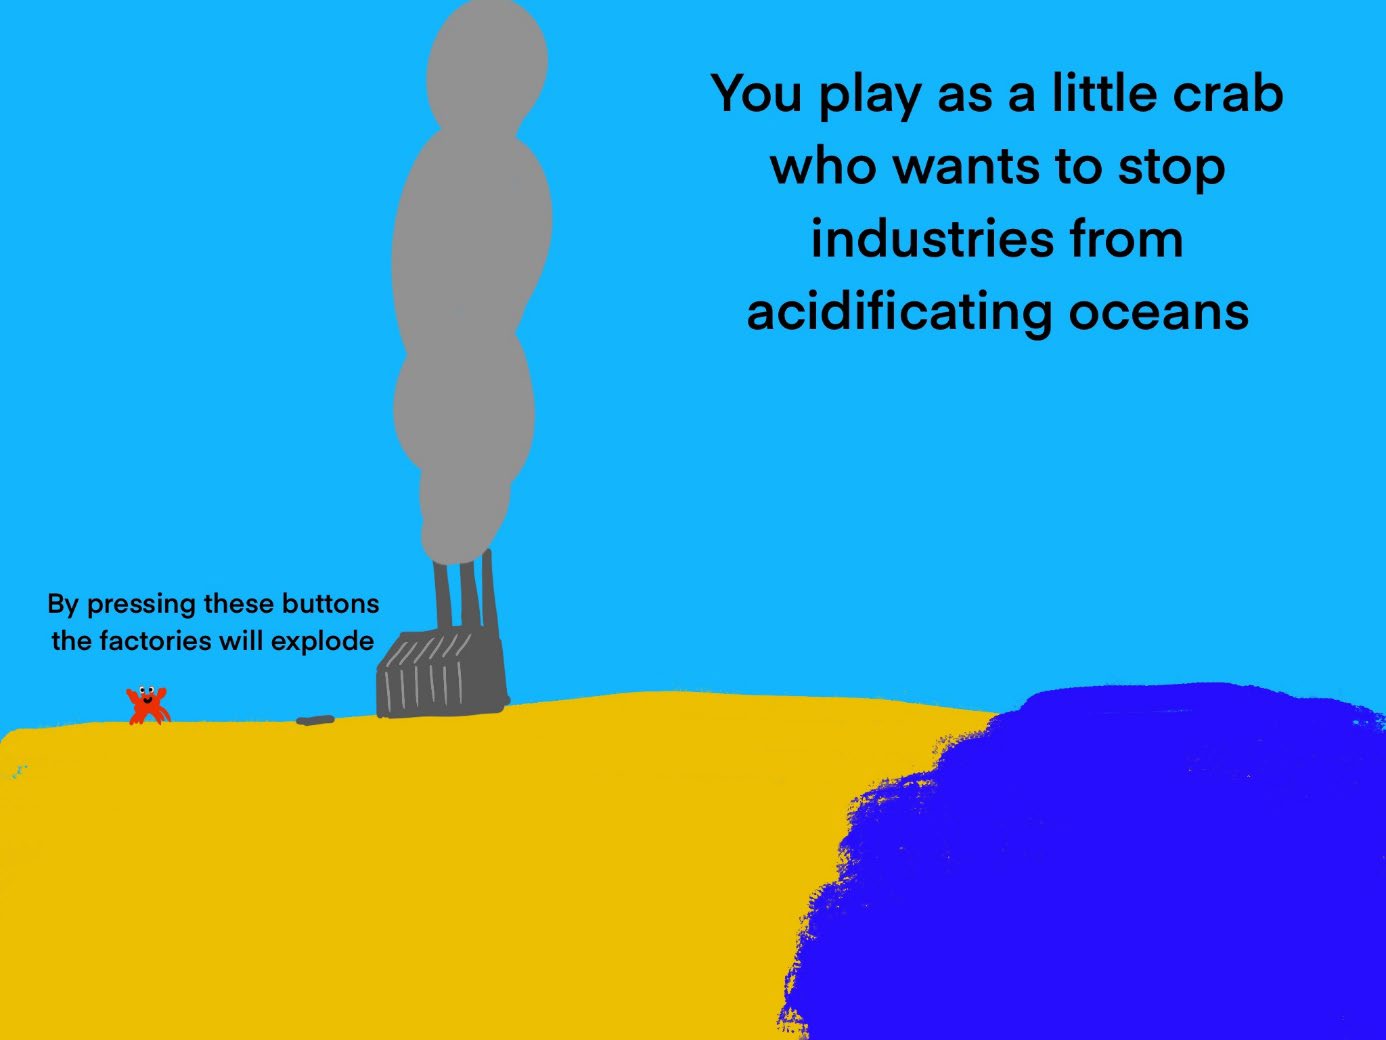 You play as a little crab
who wants to stop
industries from
acidificating oceans
By pressing these buttons
the factories will explode